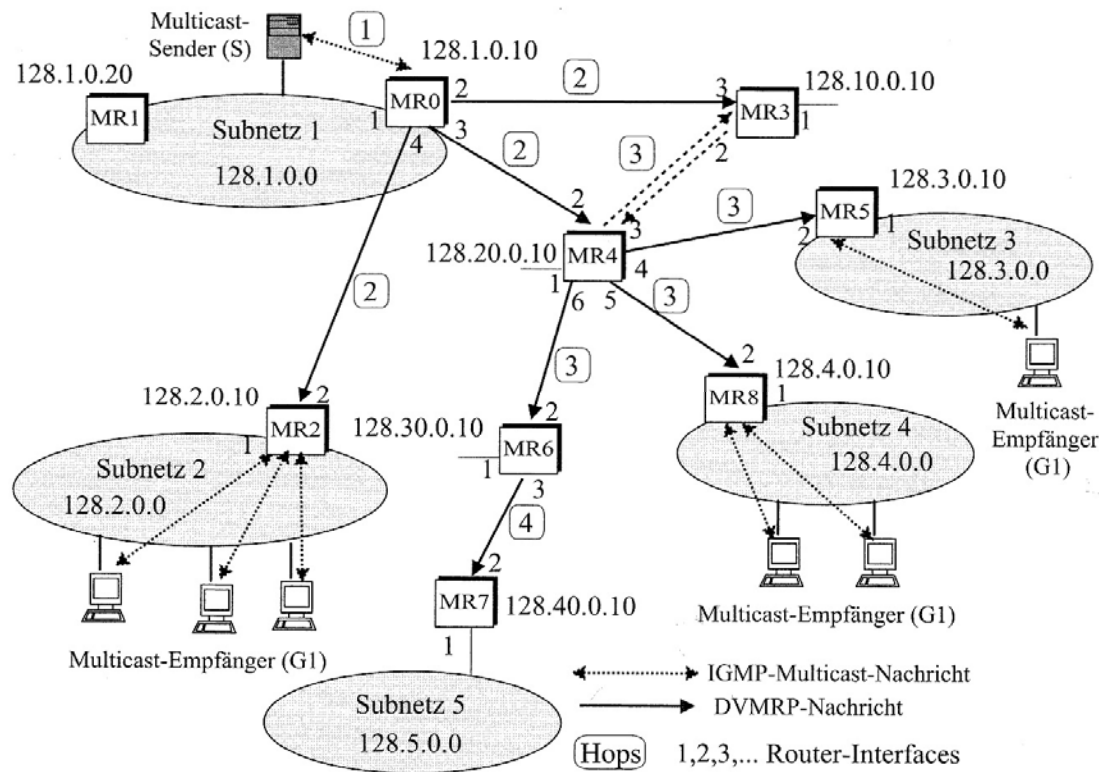 Multicast-
Sender (S)
1
128.1.0.10
128.1.0.20
MR1
MR0
2
2
3
128.10.0.10
MR3
1
Subnetz 1
1
3
4
2
3
2
128.1.0.0
2
3
128.3.0.10
MR5
1
3
2
Subnetz 3
128.3.0.0
128.20.0.10
MR4
4
1
6
5
3
2
3
2
128.4.0.10
MR8
1
128.2.0.10
2
MR2
1
128.30.0.10
2
MR6
1
3
Subnetz 4
128.4.0.0
Multicast-
Empfänger
(G1)
Subnetz 2
128.2.0.0
4
2
MR7
128.40.0.10
1
Multicast-Empfänger (G1)
Multicast-Empfänger (G1)
IGMP-Multicast-Nachricht
DVMRP-Nachricht
Subnetz 5
128.5.0.0
Hops
1,2,3,... Router-Interfaces